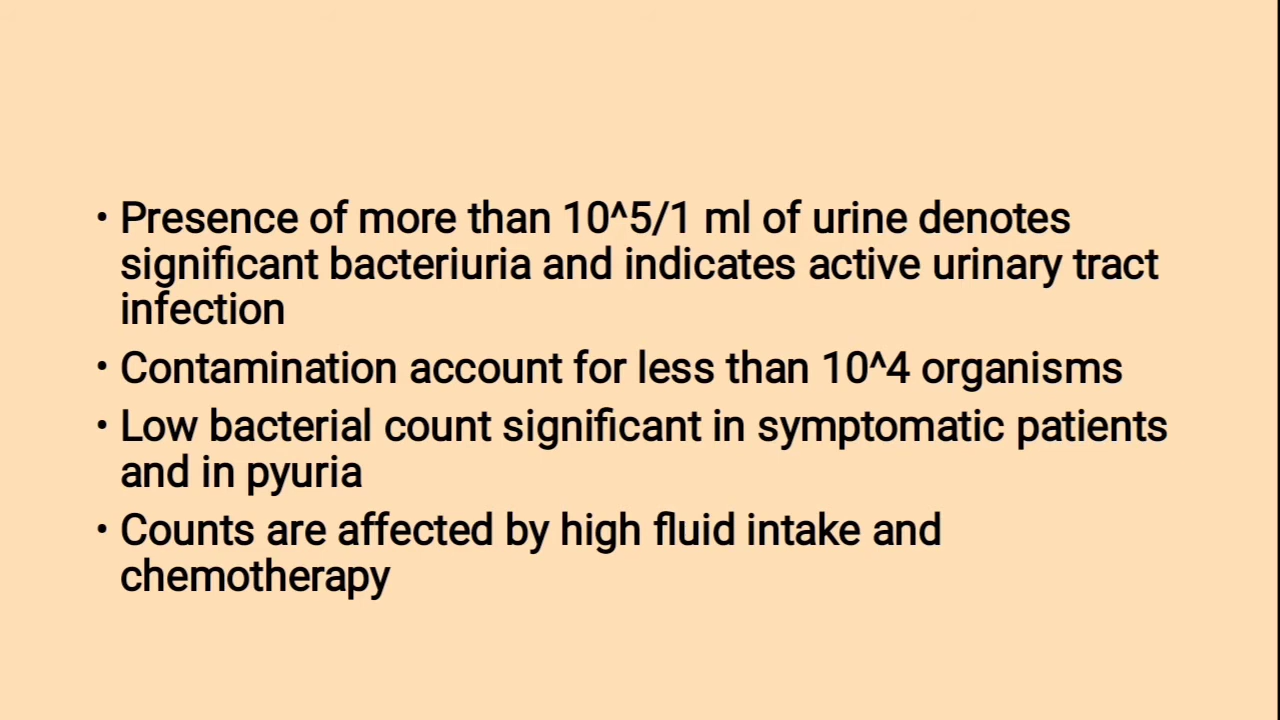 • Presence of more than 10^5/1 ml of urine denotes
significant bacteriuria and indicates active urinary tract
infection
• Contamination account for less than 10^4 organisms
• Low bacterial count significant in symptomatic patients
and in pyuria
• Counts are affected by high fluid intake and
chemotherapy